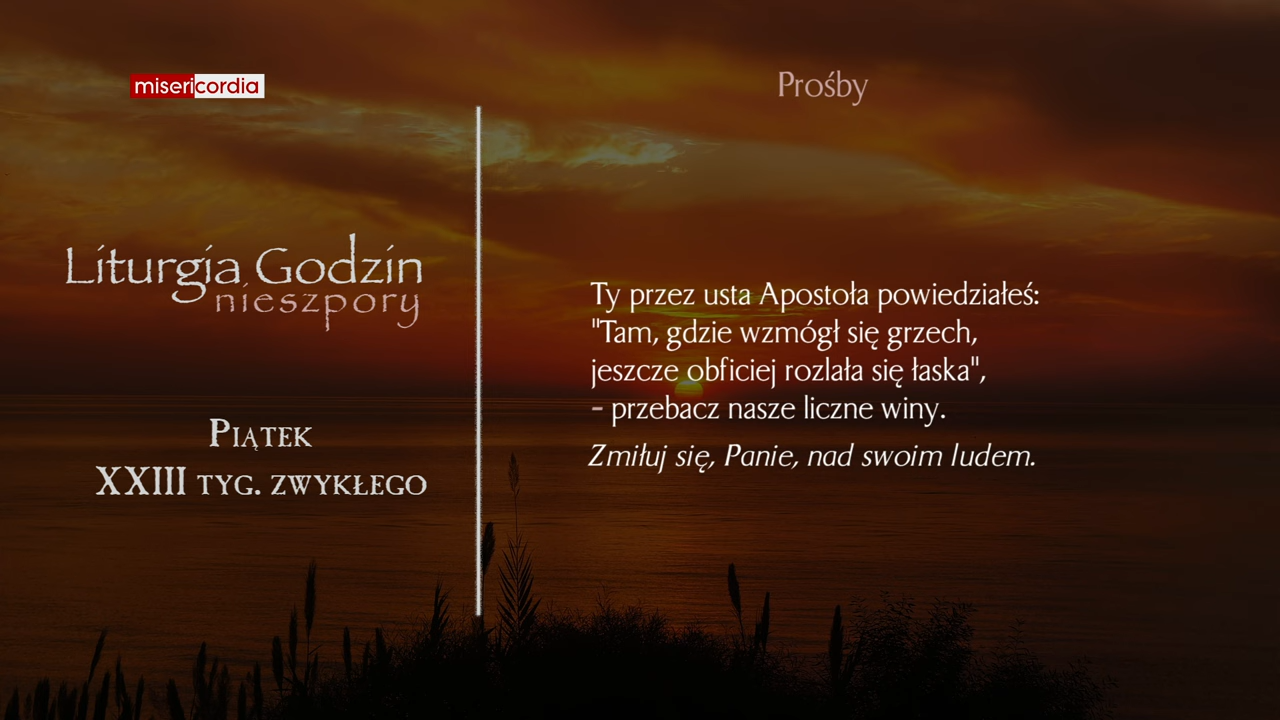 misericordia
Liturgia Godzin
nieszpory
Piątek
XXIII tyg. zwykłego
Prośby
Ty przez usta Apostoła powiedziałeś:
"Tam, gdzie wzmógł się grzech,
jeszcze obficiej rozlała się łaska",
- przebacz nasze liczne winy.
Zmiłuj się, Panie, nad swoim ludem.